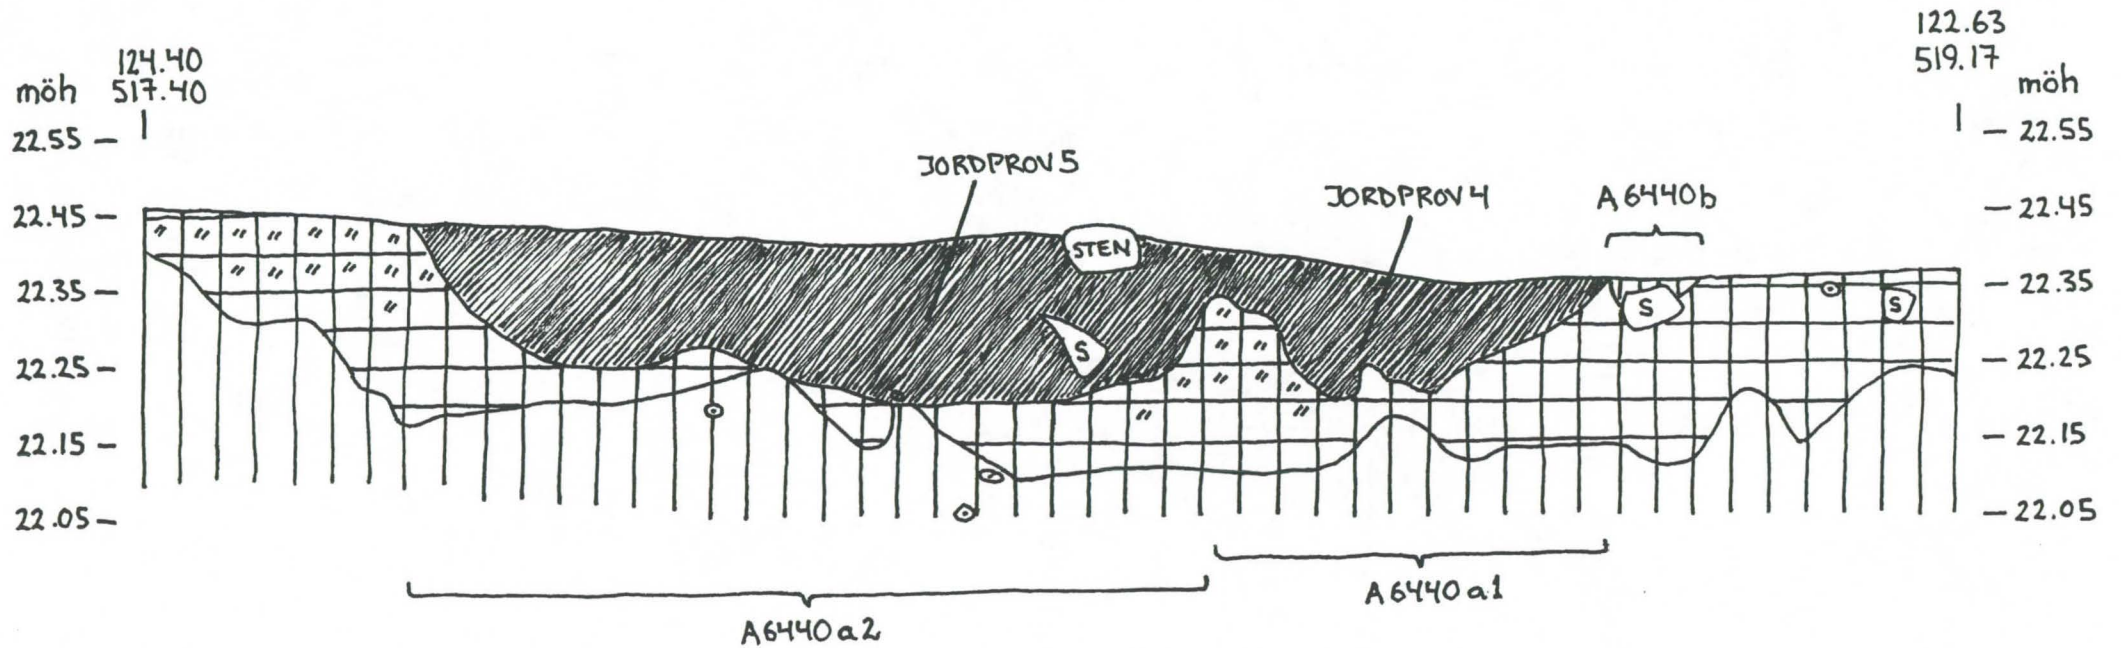 124.40
517.40
möh
122.63
519.17
möh
22.55
22.45
22.35
22.25
22.15
22.05
JORDPROV 5
JORDPROV 4
A6440b
STEN
S
S
S
22.55
22.45
22.35
22.25
22.15
22.05
A6440a2
A6440a1